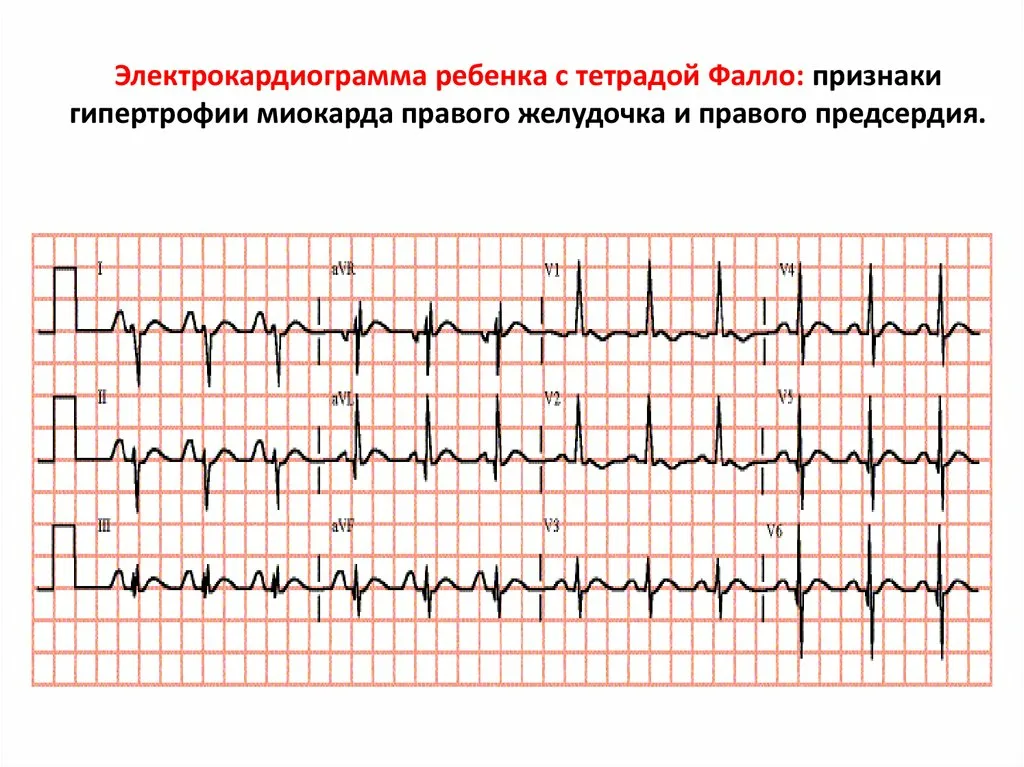 Электрокардиограмма ребенка с тетрадой Фалло: признаки
гипертрофии миокарда правого желудочка и правого предсердия.
I aVR V1 V4
II aVL V2 V5
III aVF V3 V6